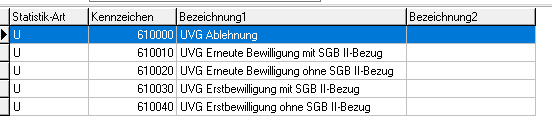 Statistik-Art Kennzeichen Bezeichnung1 Bezeichnung2
U 610000 UVG Ablehnung
U 610010 UVG Erneute Bewilligung mit SGB II-Bezug
U 610020 UVG Erneute Bewilligung ohne SGB II-Bezug
U 610030 UVG Erstbewilligung mit SGB II-Bezug
U 610040 UVG Erstbewilligung ohne SGB II-Bezug